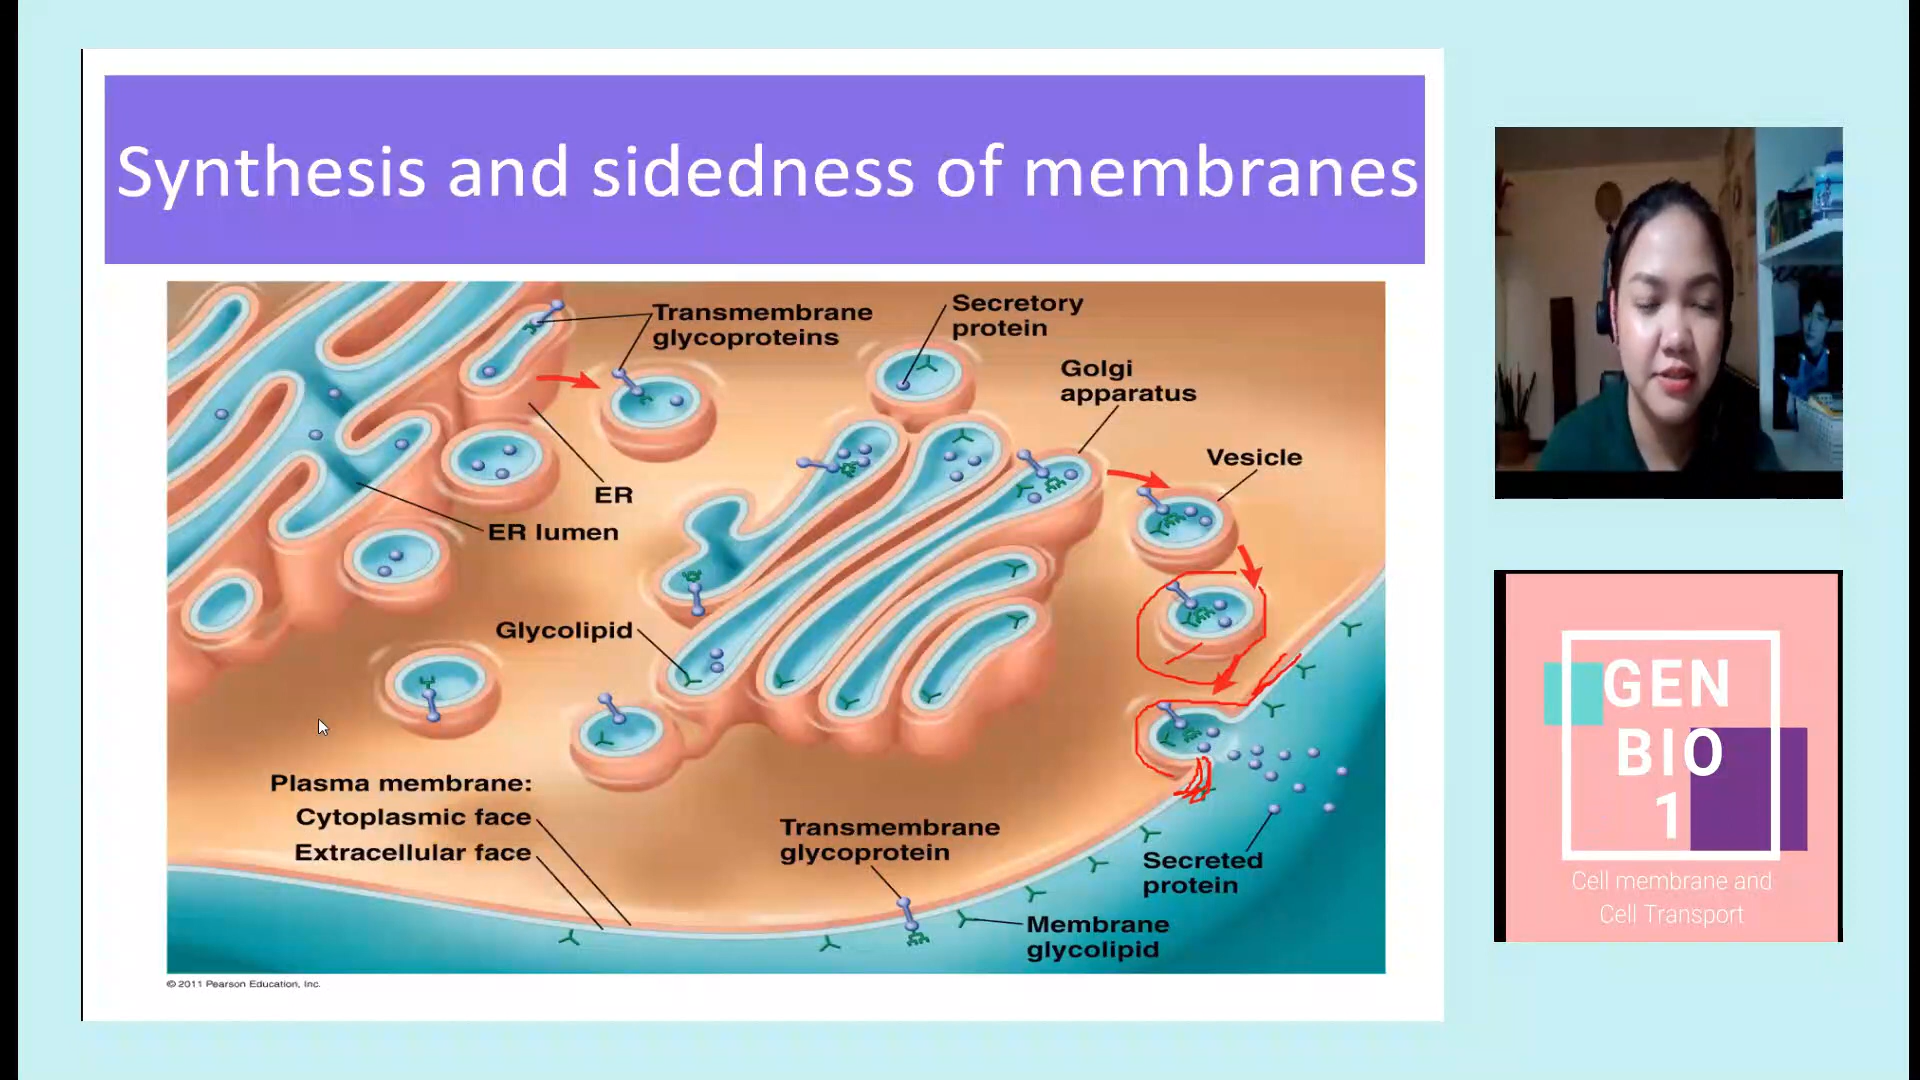 Synthesis and sidedness of membranes
Transmembrane
glycoproteins
Secretory
protein
Golgi
apparatus
Vesicle
ER
ER lumen
Glycolipid
Plasma membrane:
Cytoplasmic face
Extracellular face
Transmembrane
glycoprotein
Secreted
protein
Membrane
glycolipid
© 2011 Pearson Education, Inc.
GEN
BIO
1
Cell membrane and
Cell Transport